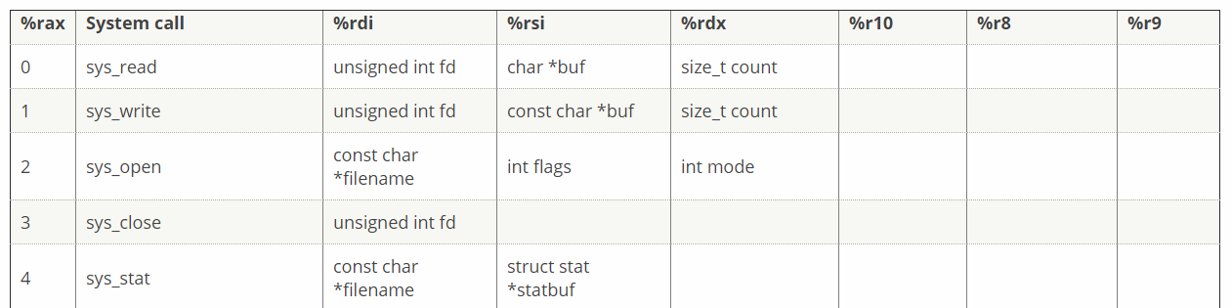 %rax System call %rdi %rsi %rdx %r10 %r8 %r9
0 sys_read unsigned int fd char *buf size_t count
1 sys_write unsigned int fd const char *buf size_t count
2 sys_open const char *filename int flags int mode
3 sys_close unsigned int fd
4 sys_stat const char *filename struct stat *statbuf